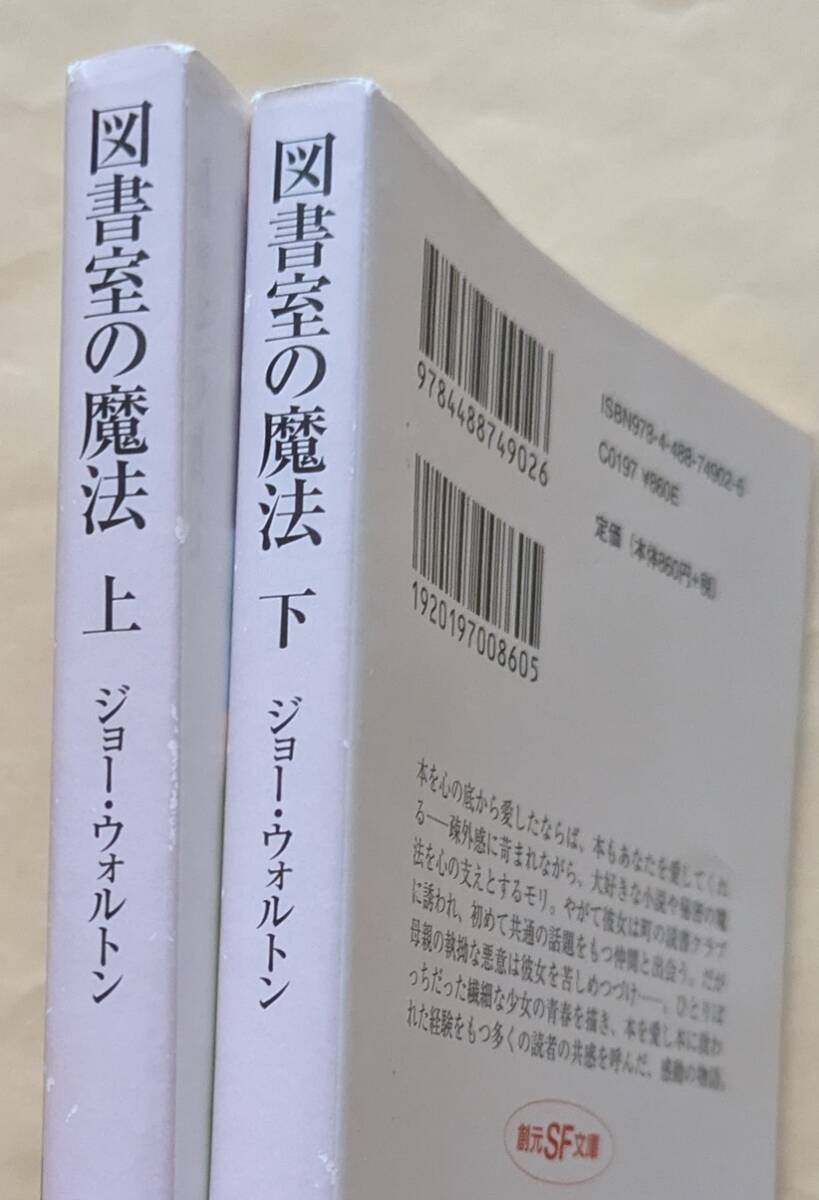 図書室の魔法 上 ジョー・ウォルトン
図書室の魔法 下 ジョー・ウォルトン
9784488749026
1920197008605
ISBN978-4-488-74902-6
C0197 ¥860E
定価（本体860円+税）
本を心の底から愛したならば、本もあなたを愛してくれ
る──疎外感に苛まれながら、大好きな小説や秘密の魔
法を心の支えとするモリ。やがて彼女は町の読書クラブ
に誘われ、初めて共通の話題をもつ仲間と出会う。だが
母親の執拗な悪意は彼女を苦しめつづけ──。ひとりぼ
っちだった繊細な少女の青春を描き、本を愛し本に救わ
れた経験をもつ多くの読者の共感を呼んだ、感動の物語。
創元SF文庫